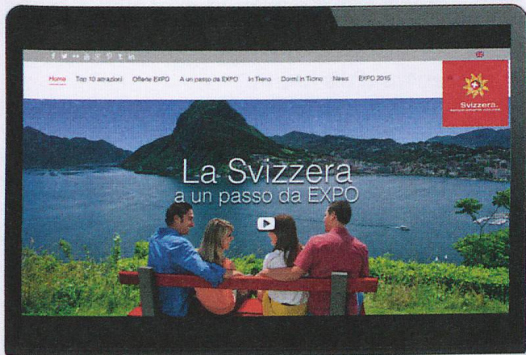 Home Top 10 attrazioni Offerte EXPO A un passo da EXPO In Treno Dormi in Ticino News EXPO 2015
Svizzera.
La Svizzera
a un passo da EXPO